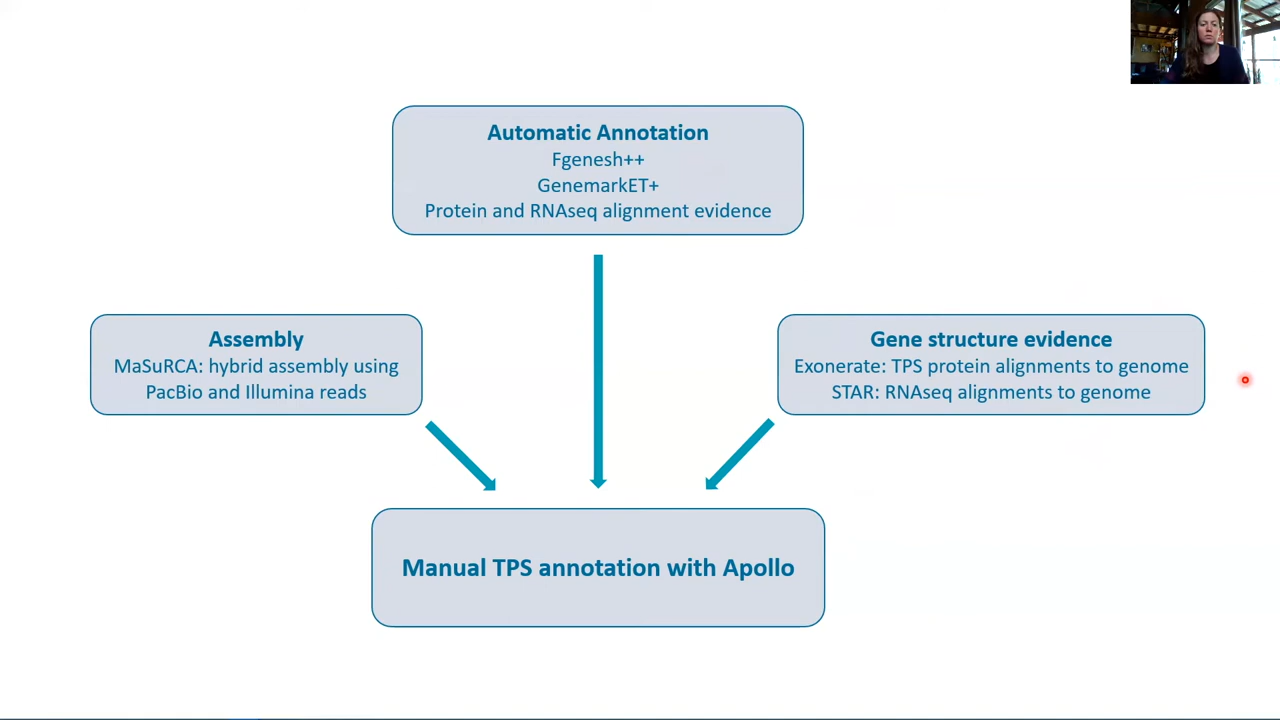 Automatic Annotation
Fgenesh++
GenemarkET+
Protein and RNAseq alignment evidence
Assembly
MaSuRCA: hybrid assembly using
PacBio and Illumina reads
Gene structure evidence
Exonerate: TPS protein alignments to genome
STAR: RNAseq alignments to genome
Manual TPS annotation with Apollo